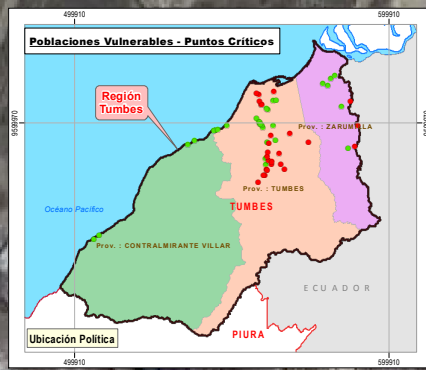 499910
599910
Poblaciones Vulnerables - Puntos Críticos
Región
Tumbes
9599970
9599970
Prov. : ZARUMILLA
Océano Pacífico
Prov. : TUMBES
TUMBES
Prov. : CONTRALMIRANTE VILLAR
ECUADOR
PIURA
Ubicación Política
499910
599910